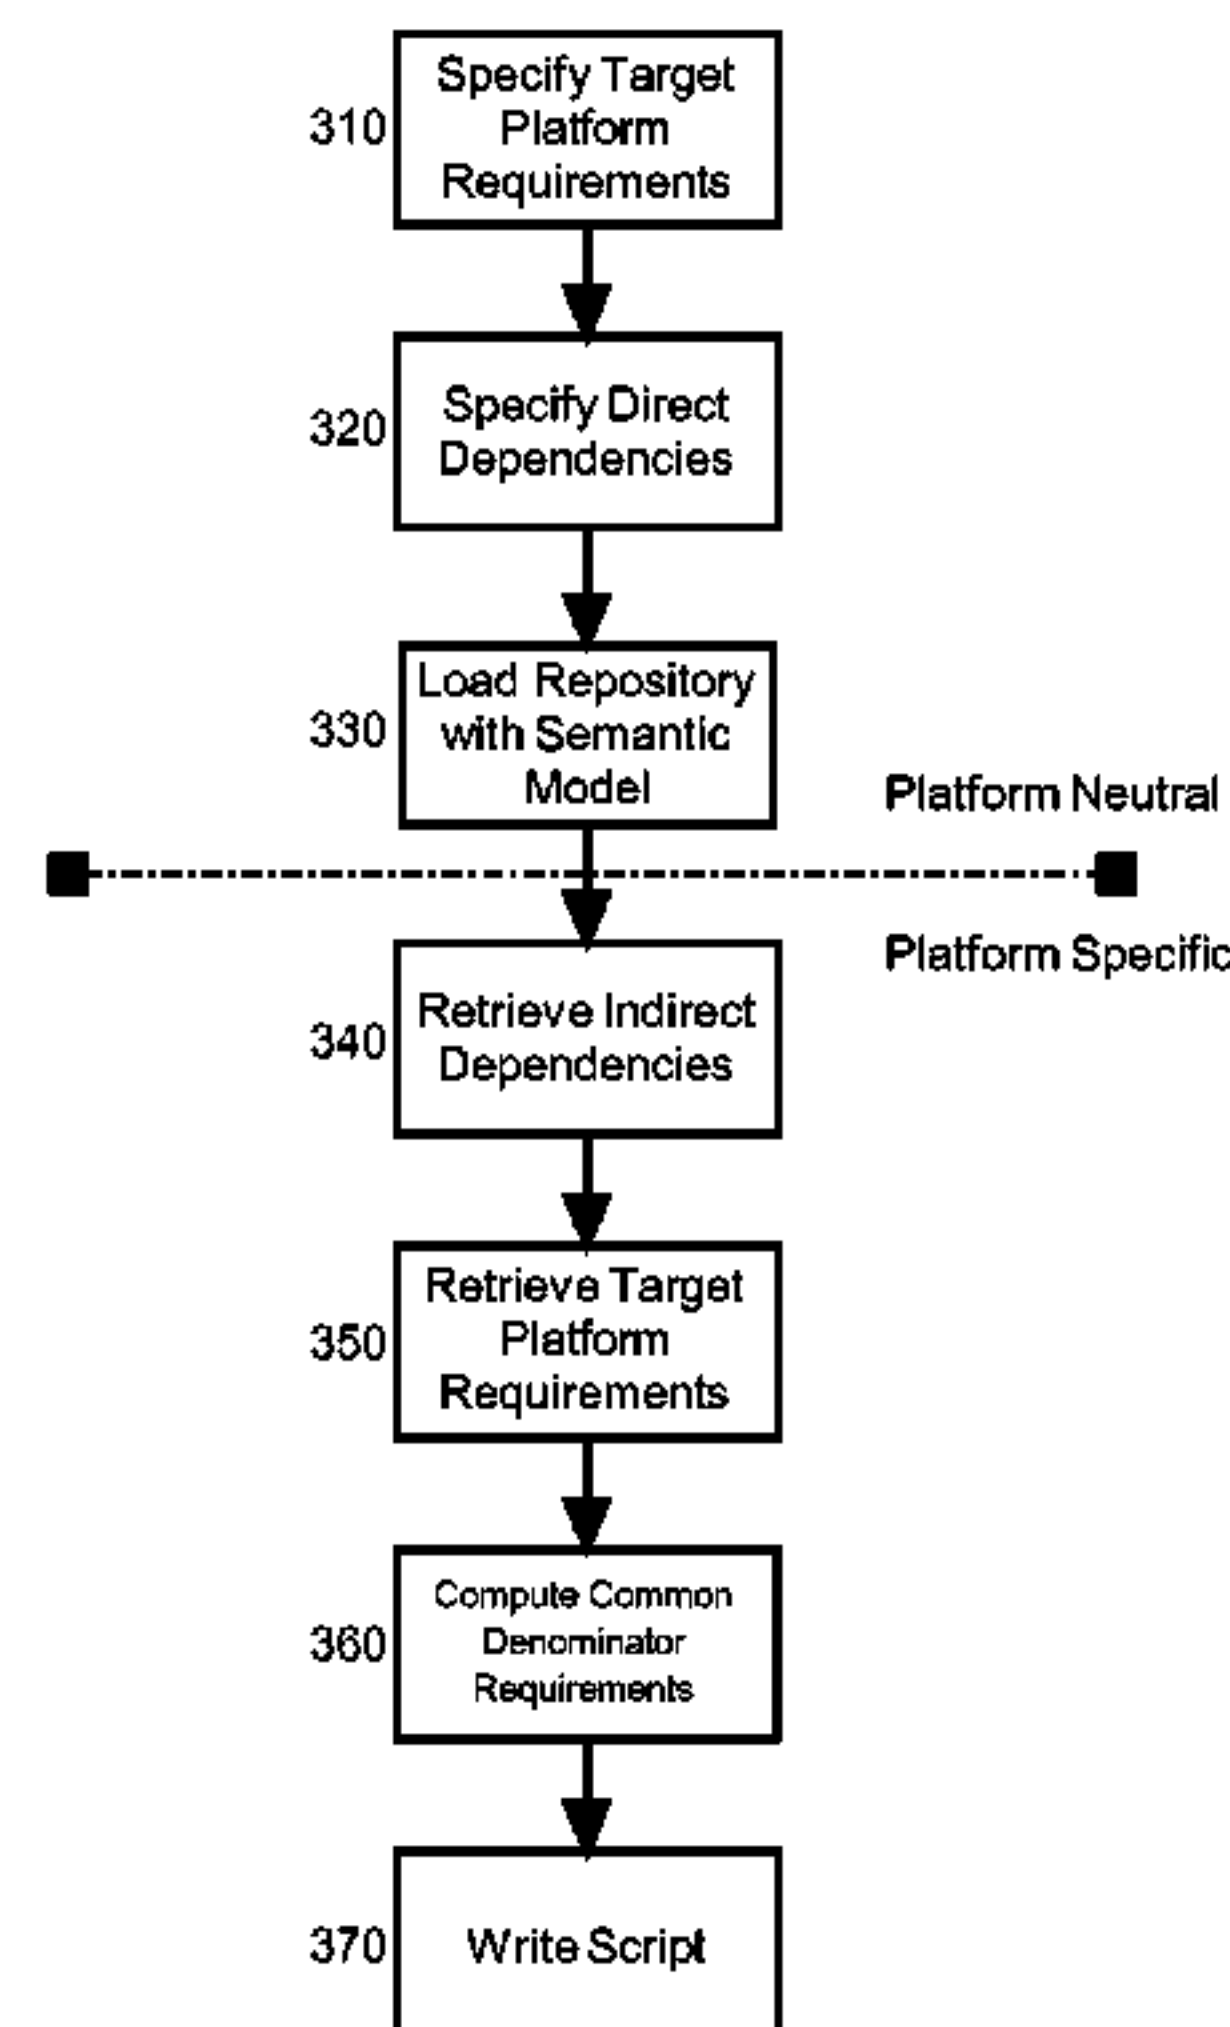 Specify Target
310
Platform
Requirements
Specify Direct
320
Dependencies
Load Repository
330
with Semantic
Model
Platform Neutral
Platform Specific
Retrieve Indirect
340
Dependencies
Retrieve Target
350
Platform
Requirements
Compute Common
360
Denominator
Requirements
370
Write Script